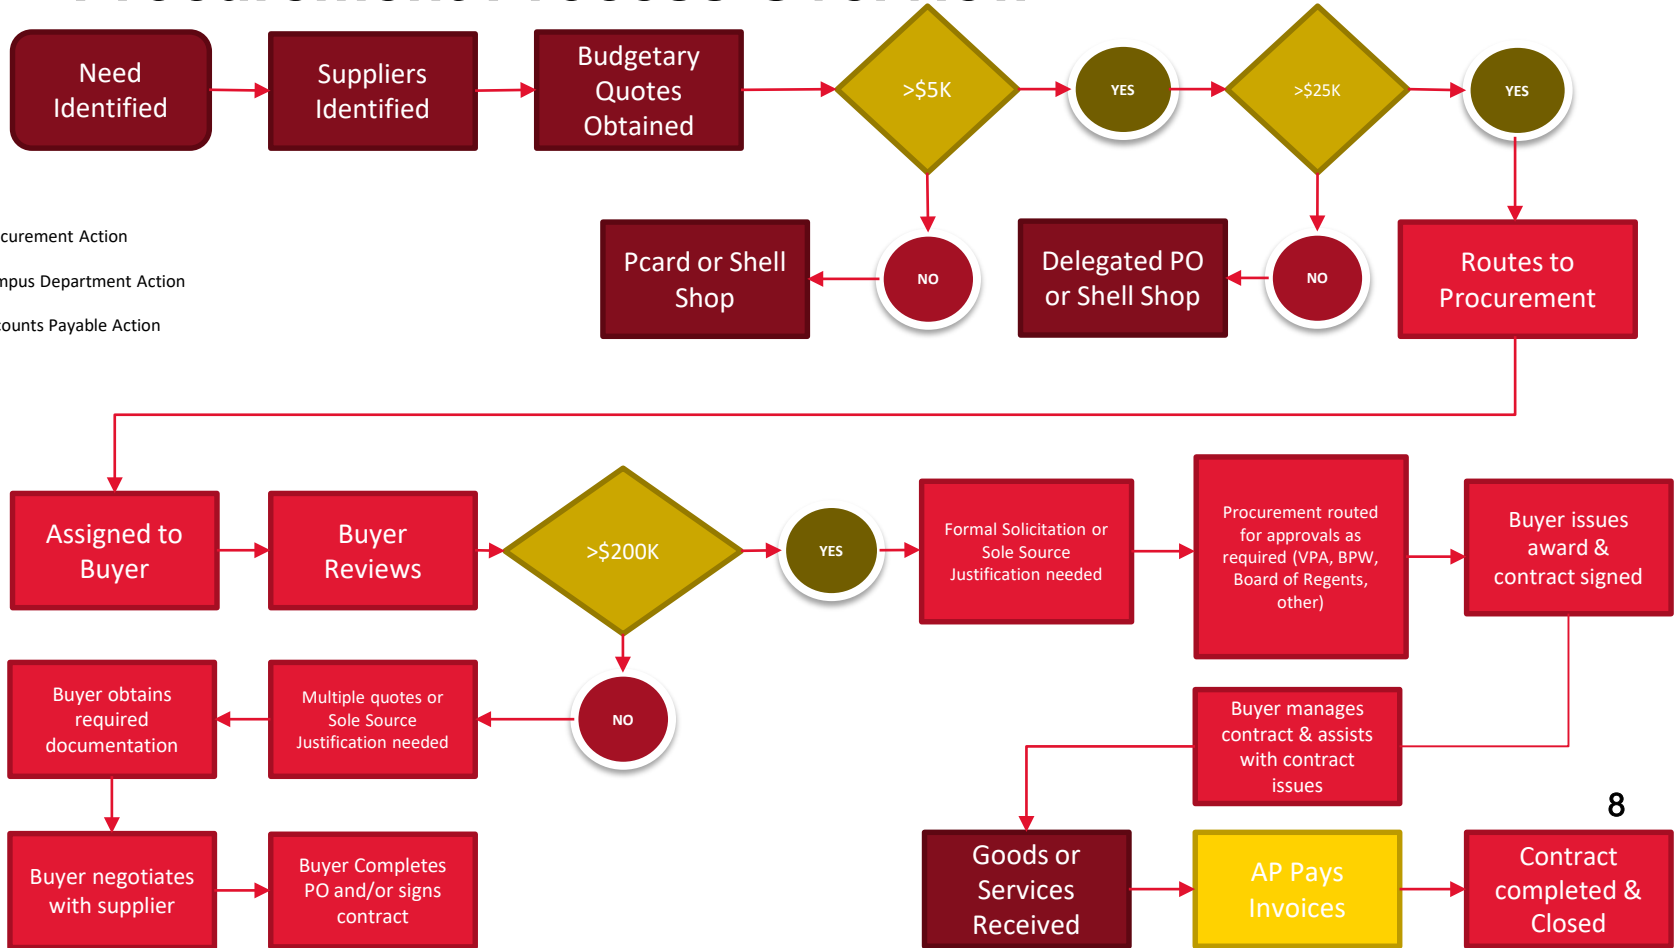 Need
Identified
Suppliers
Identified
Budgetary
Quotes
Obtained
>$5K
YES
>$25K
YES
curement Action
mpus Department Action
counts Payable Action
Pcard or Shell
Shop
NO
Delegated PO
or Shell Shop
NO
Routes to
Procurement
Assigned to
Buyer
Buyer
Reviews
>$200K
YES
Formal Solicitation or
Sole Source
Justification needed
Procurement routed
for approvals as
required (VPA, BPW,
Board of Regents,
other)
Buyer issues
award &
contract signed
Buyer obtains
required
documentation
Multiple quotes or
Sole Source
Justification needed
NO
Buyer manages
contract & assists
with contract
issues
8
Buyer negotiates
with supplier
Buyer Completes
PO and/or signs
contract
Goods or
Services
Received
AP Pays
Invoices
Contract
completed &
Closed